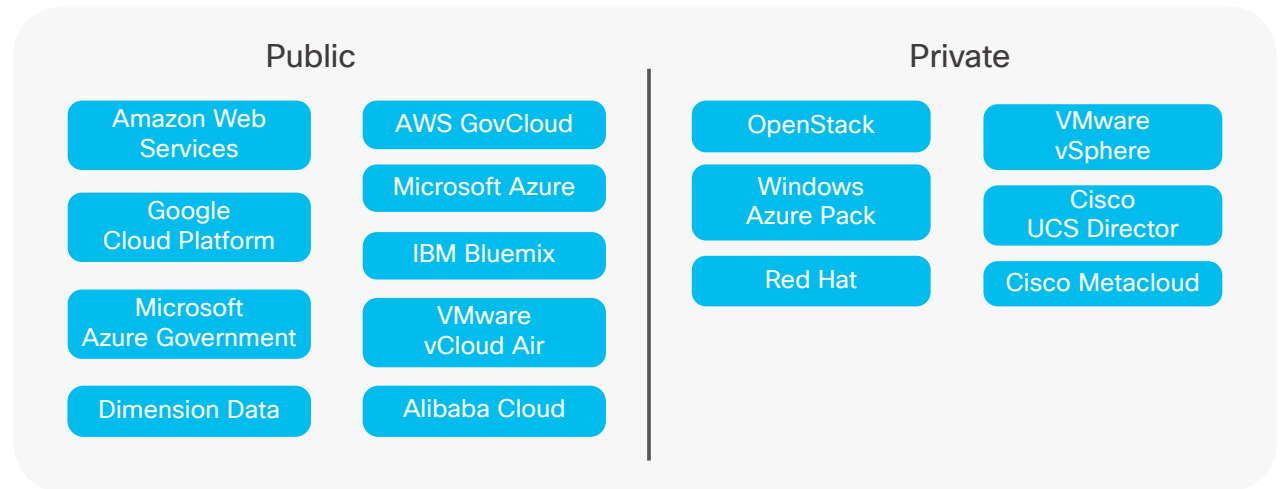 Public
Amazon Web
Services
AWS GovCloud
Google
Cloud Platform
Microsoft Azure
IBM Bluemix
Microsoft
Azure Government
VMware
vCloud Air
Dimension Data
Alibaba Cloud
Private
OpenStack
VMware
vSphere
Windows
Azure Pack
Cisco
UCS Director
Red Hat
Cisco Metacloud